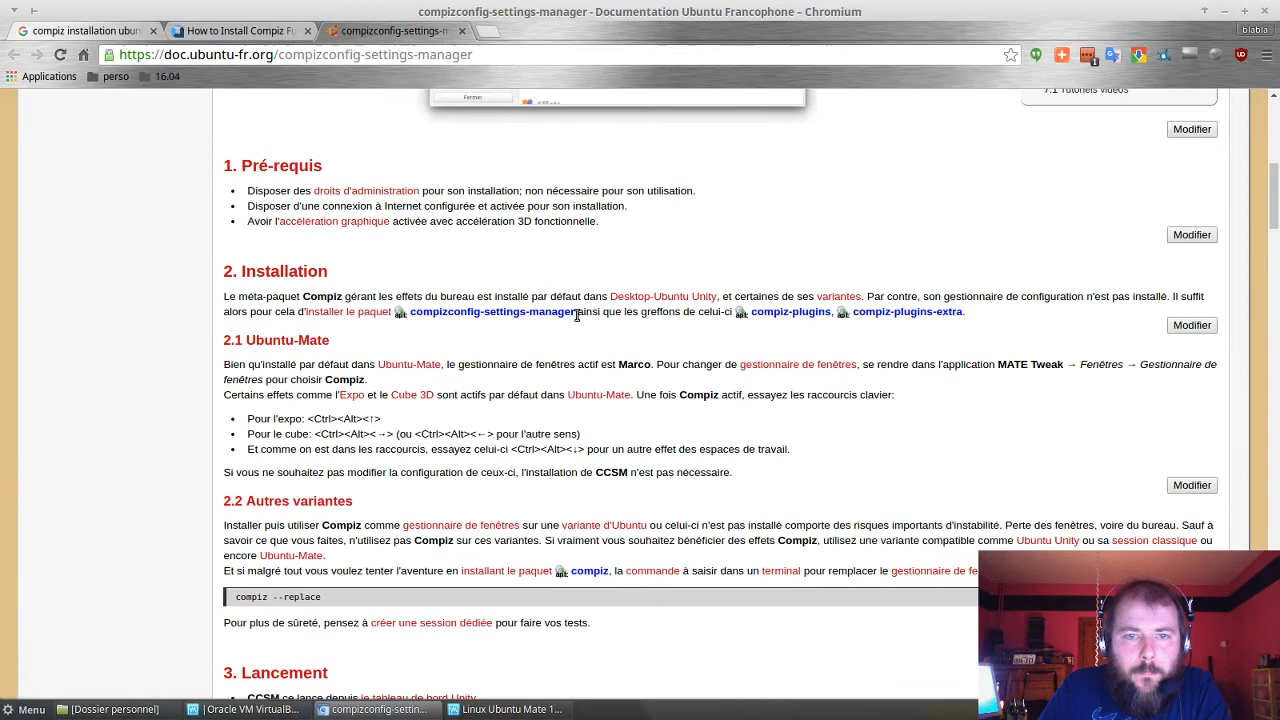 compizconfig-settings-manager - Documentation Ubuntu Francophone – Chromium
compiz installation ubun
How to Install Compiz Fu
compizconfig-settings-m
blabla
https://doc.ubuntu-fr.org/compizconfig-settings-manager
Applications perso 16.04
Fermer
7.1 Tutoriels vidéos
Modifier
1. Pré-requis
• Disposer des droits d'administration pour son installation; non nécessaire pour son utilisation.
• Disposer d'une connexion à Internet configurée et activée pour son installation.
• Avoir l'accélération graphique activée avec accélération 3D fonctionnelle.
Modifier
2. Installation
Le méta-paquet Compiz gérant les effets du bureau est installé par défaut dans Desktop-Ubuntu Unity, et certaines de ses variantes. Par contre, son gestionnaire de configuration n'est pas installé. Il suffit
alors pour cela d'installer le paquet compizconfig-settings-manager ainsi que les greffons de celui-ci compiz-plugins, compiz-plugins-extra.
Modifier
2.1 Ubuntu-Mate
Bien qu'installé par défaut dans Ubuntu-Mate, le gestionnaire de fenêtres actif est Marco. Pour changer de gestionnaire de fenêtres, se rendre dans l'application MATE Tweak → Fenêtres → Gestionnaire de
fenêtres pour choisir Compiz.
Certains effets comme l'Expo et le Cube 3D sont actifs par défaut dans Ubuntu-Mate. Une fois Compiz actif, essayez les raccourcis clavier:
• Pour l'expo: <Ctrl><Alt><↑>
• Pour le cube: <Ctrl><Alt><→> (ou <Ctrl><Alt><←> pour l'autre sens)
• Et comme on est dans les raccourcis, essayez celui-ci <Ctrl><Alt><↓> pour un autre effet des espaces de travail.
Si vous ne souhaitez pas modifier la configuration de ceux-ci, l'installation de CCSM n'est pas nécessaire.
Modifier
2.2 Autres variantes
Installer puis utiliser Compiz comme gestionnaire de fenêtres sur une variante d'Ubuntu ou celui-ci n'est pas installé comporte des risques importants d'instabilité. Perte des fenêtres, voire du bureau. Sauf à
savoir ce que vous faites, n'utilisez pas Compiz sur ces variantes. Si vraiment vous souhaitez bénéficier des effets Compiz, utilisez une variante compatible comme Ubuntu Unity ou sa session classique ou
encore Ubuntu-Mate.
Et si malgré tout vous voulez tenter l'aventure en installant le paquet compiz, la commande à saisir dans un terminal pour remplacer le gestionnaire de fe
compiz --replace
Pour plus de sûreté, pensez à créer une session dédiée pour faire vos tests.
3. Lancement
• CCSM ce lance depuis le tableau de bord Unity.
Menu [Dossier personnel] | Oracle VM VirtualB... compizconfig-settin... Linux Ubuntu Mate 1...